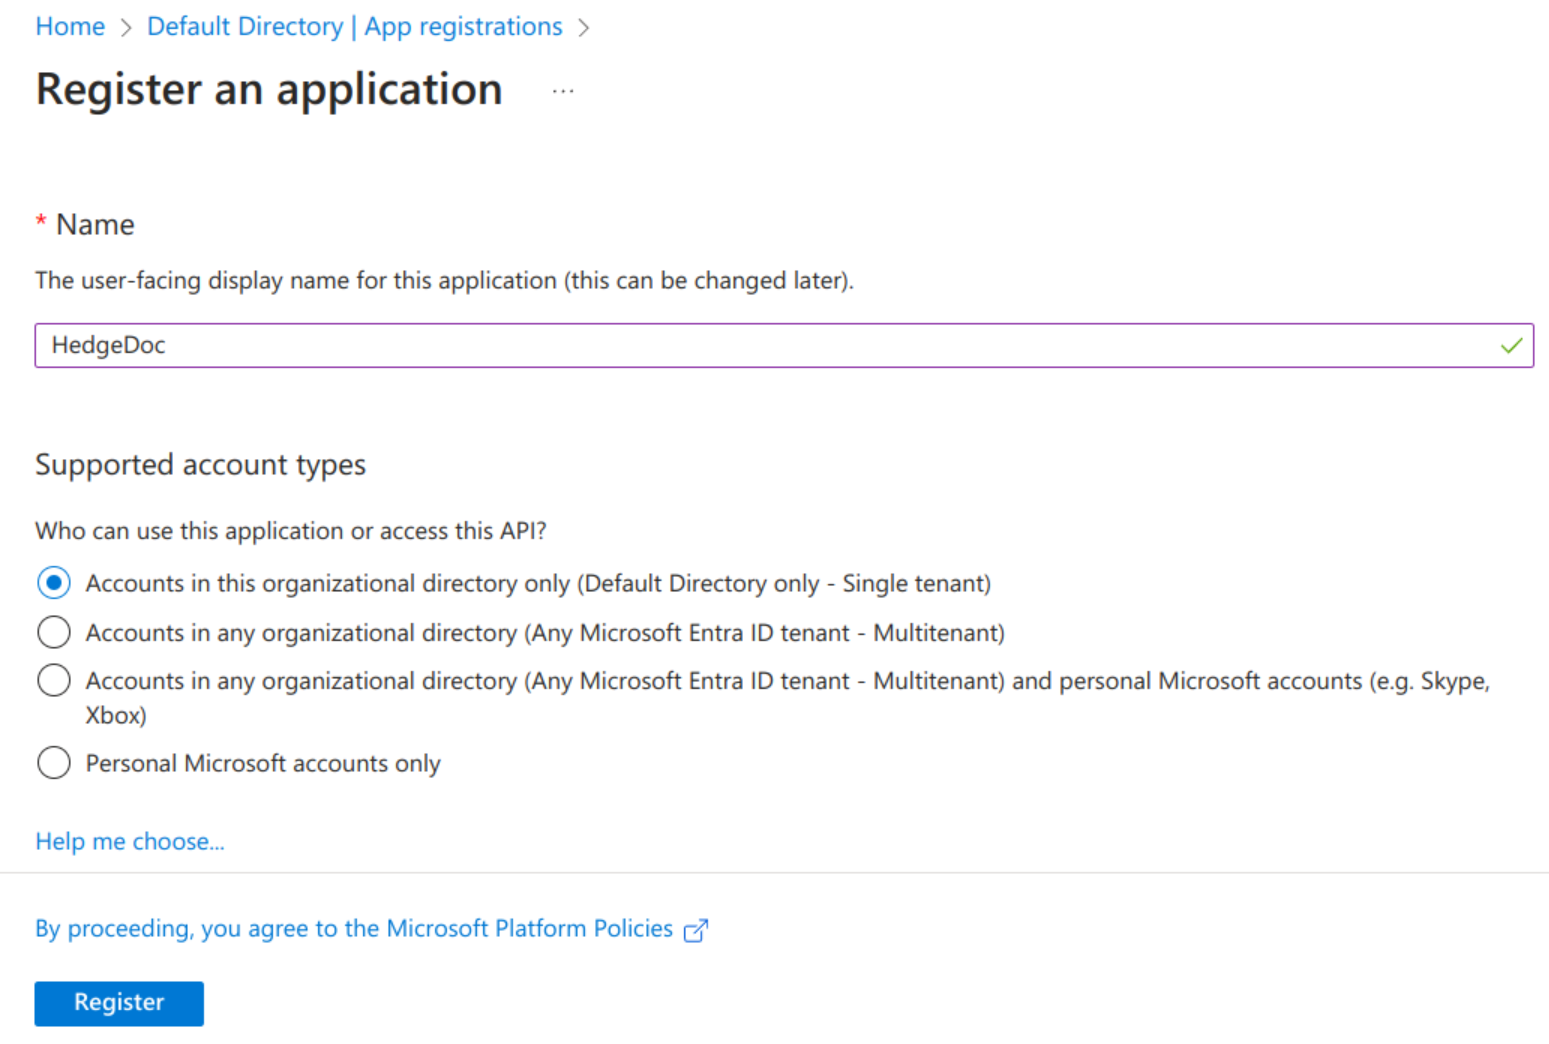 Home > Default Directory | App registrations >
Register an application ...
* Name
The user-facing display name for this application (this can be changed later).
HedgeDoc
Supported account types
Who can use this application or access this API?
Accounts in this organizational directory only (Default Directory only - Single tenant)
Accounts in any organizational directory (Any Microsoft Entra ID tenant - Multitenant)
Accounts in any organizational directory (Any Microsoft Entra ID tenant - Multitenant) and personal Microsoft accounts (e.g. Skype,
Xbox)
Personal Microsoft accounts only
Help me choose...
By proceeding, you agree to the Microsoft Platform Policies
Register